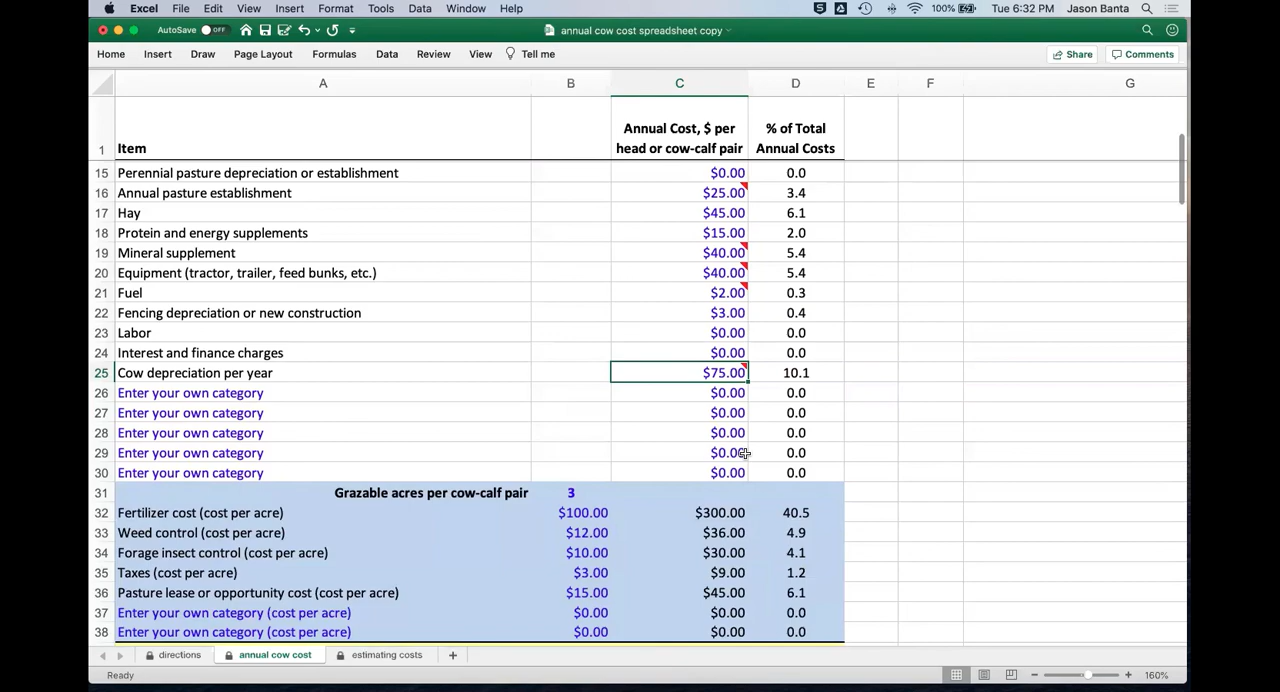 Excel File Edit View Insert Format Tools Data Window Help 100% Tue 6:32 PM Jason Banta
AutoSave OFF annual cow cost spreadsheet copy
Home Insert Draw Page Layout Formulas Data Review View Tell me Share Comments
A B C D E F G
Annual Cost, $ per % of Total
1 Item head or cow-calf pair Annual Costs
15 Perennial pasture depreciation or establishment $0.00 0.0
16 Annual pasture establishment $25.00 3.4
17 Hay $45.00 6.1
18 Protein and energy supplements $15.00 2.0
19 Mineral supplement $40.00 5.4
20 Equipment (tractor, trailer, feed bunks, etc.) $40.00 5.4
21 Fuel $2.00 0.3
22 Fencing depreciation or new construction $3.00 0.4
23 Labor $0.00 0.0
24 Interest and finance charges $0.00 0.0
25 Cow depreciation per year $75.00 10.1
26 Enter your own category $0.00 0.0
27 Enter your own category $0.00 0.0
28 Enter your own category $0.00 0.0
29 Enter your own category $0.00 0.0
30 Enter your own category $0.00 0.0
31 Grazable acres per cow-calf pair 3
32 Fertilizer cost (cost per acre) $100.00 $300.00 40.5
33 Weed control (cost per acre) $12.00 $36.00 4.9
34 Forage insect control (cost per acre) $10.00 $30.00 4.1
35 Taxes (cost per acre) $3.00 $9.00 1.2
36 Pasture lease or opportunity cost (cost per acre) $15.00 $45.00 6.1
37 Enter your own category (cost per acre) $0.00 $0.00 0.0
38 Enter your own category (cost per acre) $0.00 $0.00 0.0
directions annual cow cost estimating costs +
Ready 160%